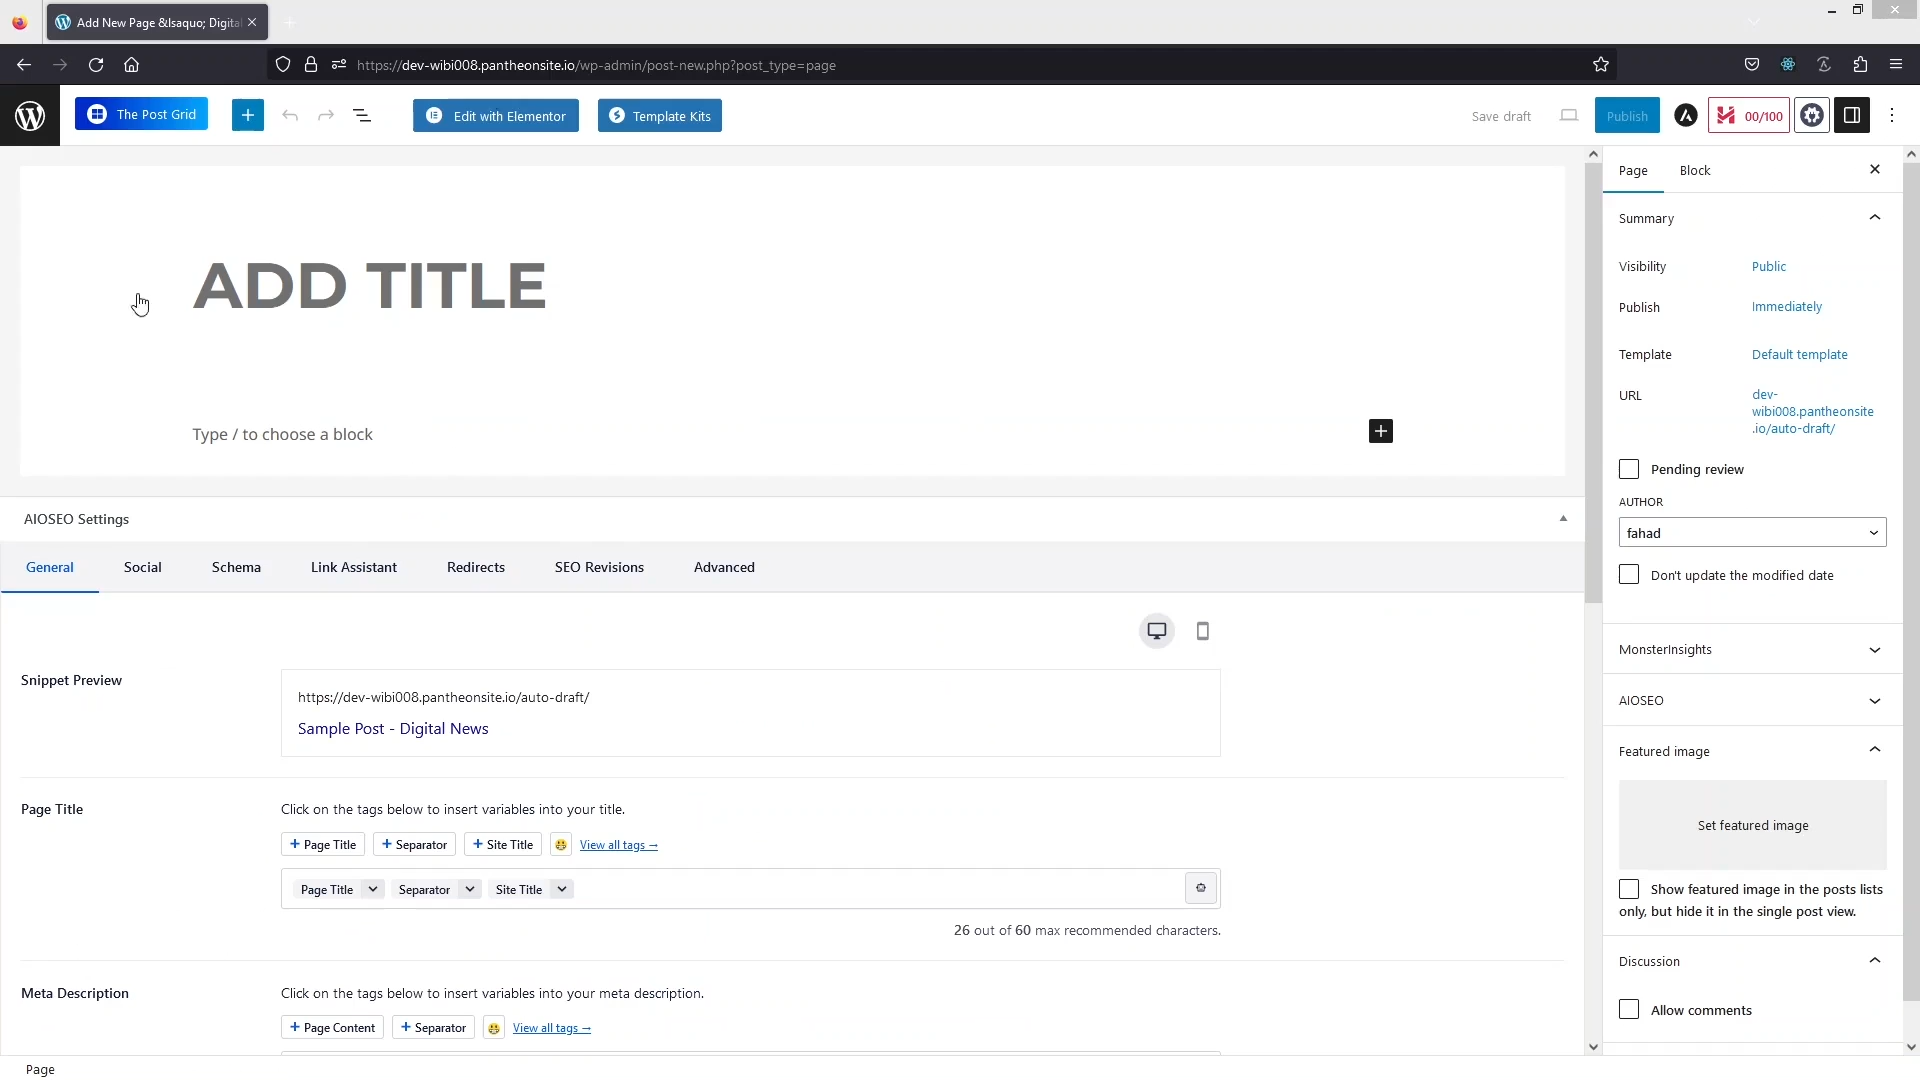 Add New Page &lsaquo; Digital
https://dev-wibi008.pantheonsite.io/wp-admin/post-new.php?post_type=page
The Post Grid
Edit with Elementor
Template Kits
Save draft
Publish
00/100
Page
Block
Summary
ADD TITLE
Visibility
Public
Publish
Immediately
Template
Default template
URL
dev-
wibi008.pantheonsite
.io/auto-draft/
Type / to choose a block
Pending review
AUTHOR
fahad
Don't update the modified date
AIOSEO Settings
General
Social
Schema
Link Assistant
Redirects
SEO Revisions
Advanced
MonsterInsights
AIOSEO
Featured image
Set featured image
Show featured image in the posts lists
only, but hide it in the single post view.
Discussion
Allow comments
Snippet Preview
https://dev-wibi008.pantheonsite.io/auto-draft/
Sample Post - Digital News
Page Title
Click on the tags below to insert variables into your title.
+ Page Title
+ Separator
+ Site Title
View all tags →
Page Title
Separator
Site Title
26 out of 60 max recommended characters.
Meta Description
Click on the tags below to insert variables into your meta description.
+ Page Content
+ Separator
View all tags →
Page